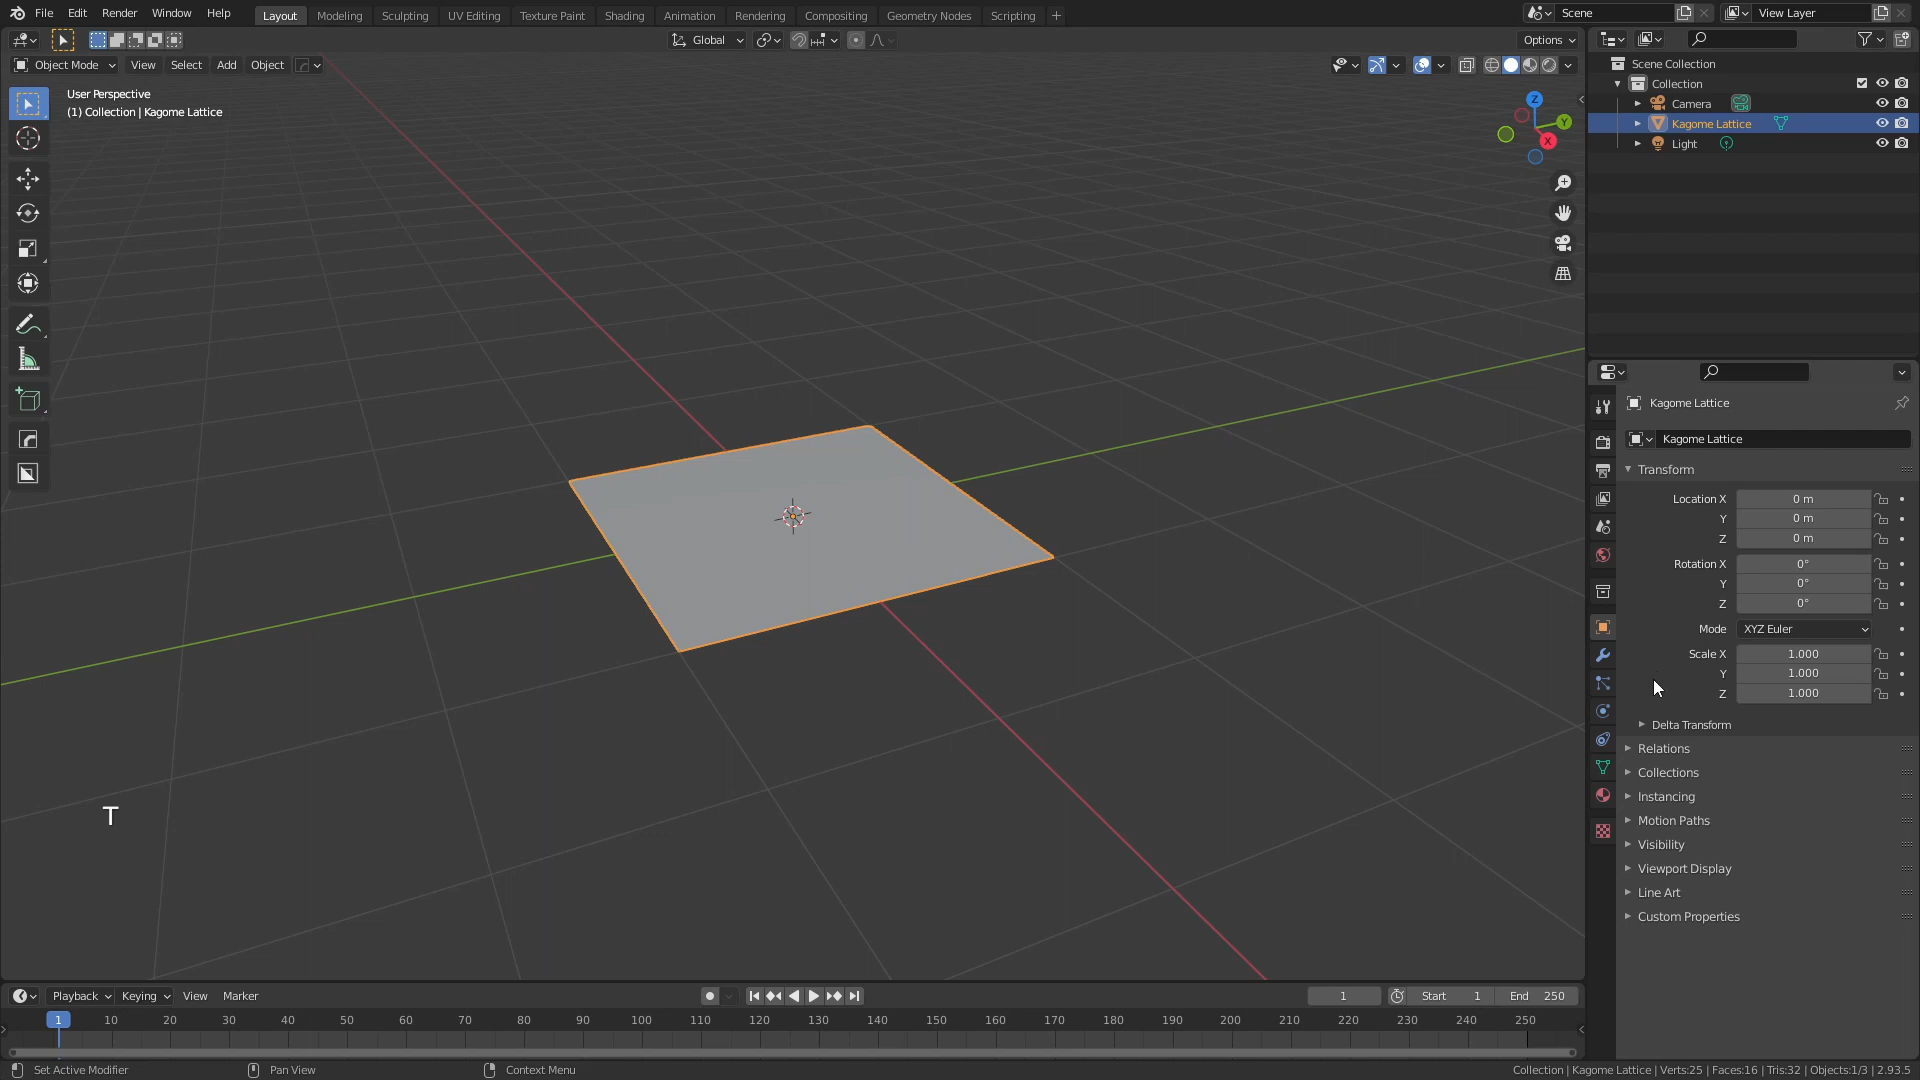 File Edit Render Window Help
Layout Modeling Sculpting UV Editing Texture Paint Shading Animation Rendering Compositing Geometry Nodes Scripting +
Scene
View Layer
Global
Options
Object Mode View Select Add Object
User Perspective
(1) Collection | Kagome Lattice
Z
Y
X
Scene Collection
Collection
Camera
Kagome Lattice
Light
Kagome Lattice
Kagome Lattice
Transform
Location X 0 m
Y 0 m
Z 0 m
Rotation X 0°
Y 0°
Z 0°
Mode XYZ Euler
Scale X 1.000
Y 1.000
Z 1.000
Delta Transform
Relations
Collections
Instancing
Motion Paths
Visibility
Viewport Display
Line Art
Custom Properties
T
Playback Keying View Marker
1 Start 1 End 250
1 10 20 30 40 50 60 70 80 90 100 110 120 130 140 150 160 170 180 190 200 210 220 230 240 250
Set Active Modifier Pan View Context Menu
Collection | Kagome Lattice | Verts:25 | Faces:16 | Tris:32 | Objects:1/3 | 2.93.5